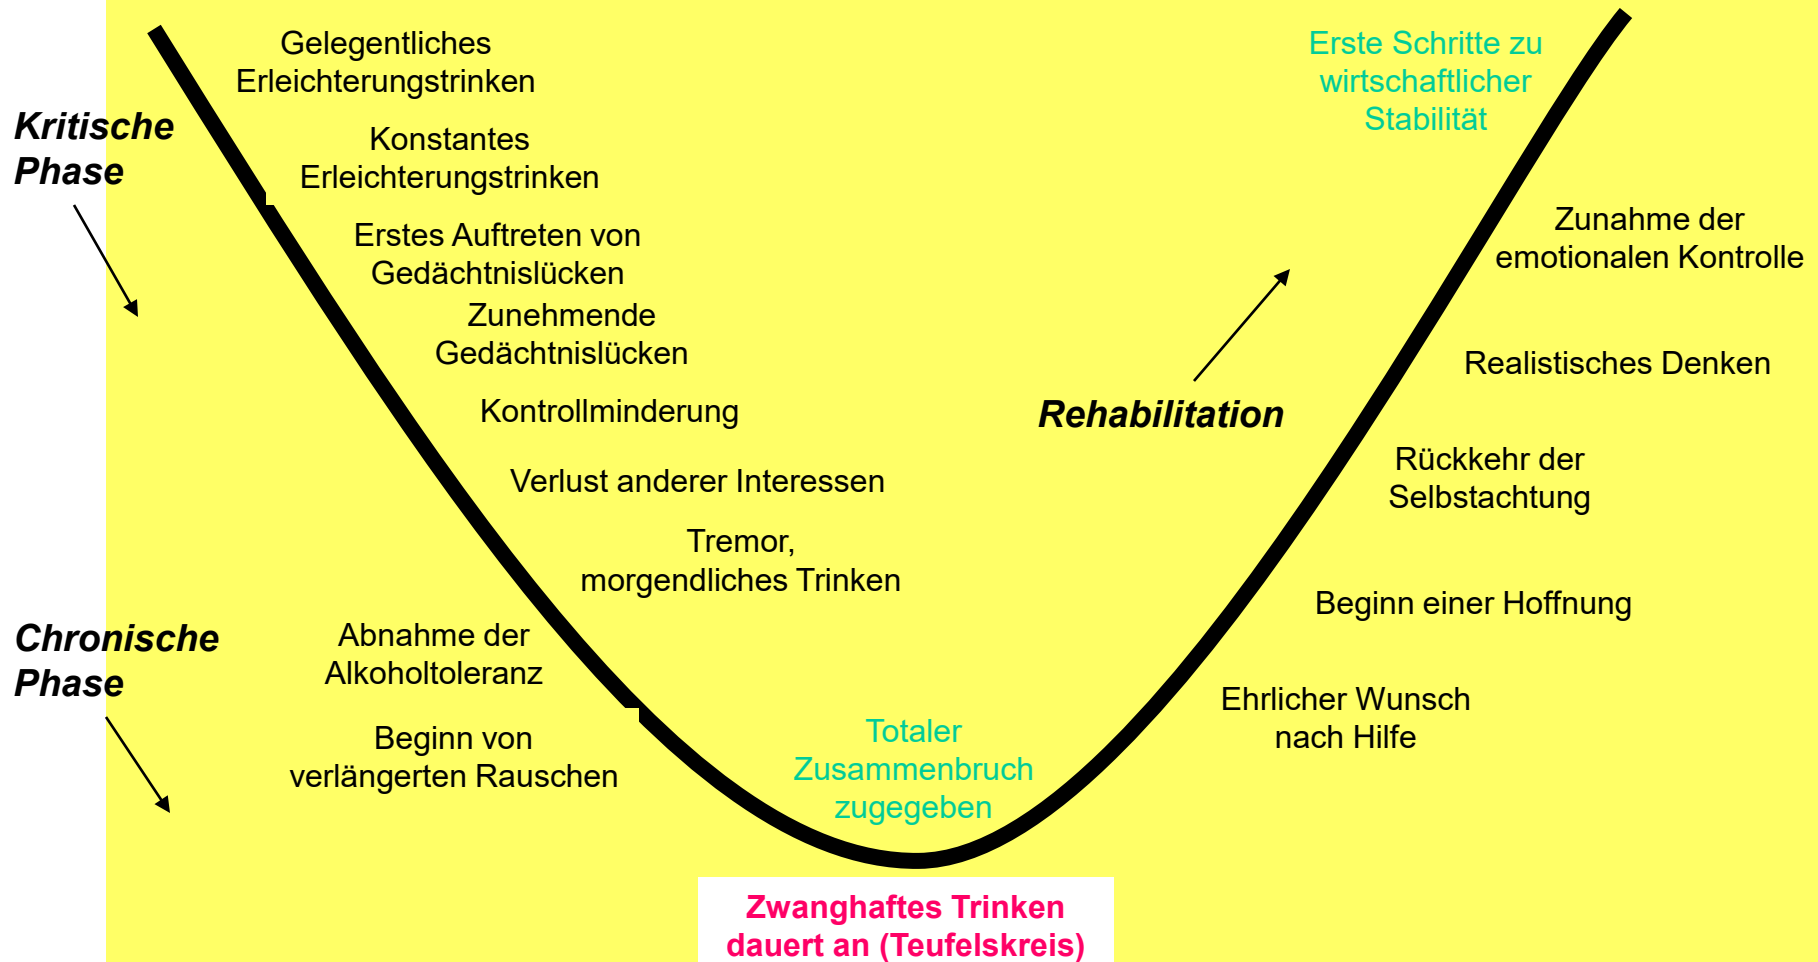 Gelegentliches
Erleichterungstrinken
Kritische
Phase
Konstantes
Erleichterungstrinken
Erstes Auftreten von
Gedächtnislücken
Zunehmende
Gedächtnislücken
Kontrollminderung
Verlust anderer Interessen
Tremor,
morgendliches Trinken
Chronische
Phase
Abnahme der
Alkoholtoleranz
Beginn von
verlängerten Rauschen
Totaler
Zusammenbruch
zugegeben
Zwanghaftes Trinken
dauert an (Teufelskreis)
Ehrlicher Wunsch
nach Hilfe
Beginn einer Hoffnung
Rückkehr der
Selbstachtung
Rehabilitation
Realistisches Denken
Zunahme der
emotionalen Kontrolle
Erste Schritte zu
wirtschaftlicher
Stabilität